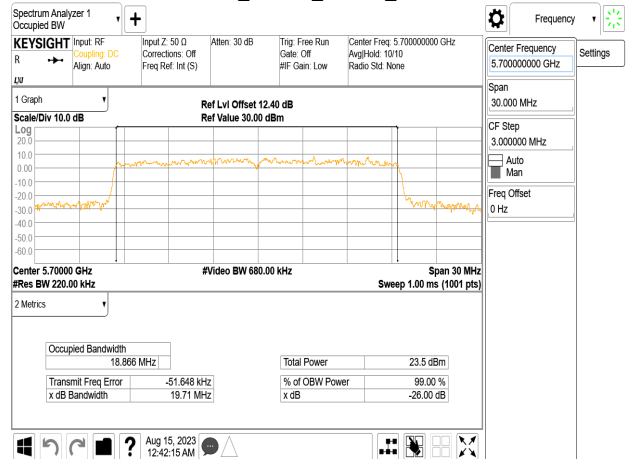 Spectrum Analyzer 1
Occupied BW
KEYSIGHT
R
Input: RF
Coupling: DC
Align: Auto
Input Z: 50 Ω
Corrections: Off
Freq Ref: Int (S)
Atten: 30 dB
Trig: Free Run
Gate: Off
#IF Gain: Low
Center Freq: 5.700000000 GHz
Avg|Hold: 10/10
Radio Std: None
1 Graph
Scale/Div 10.0 dB
Ref Lvl Offset 12.40 dB
Ref Value 30.00 dBm
Log
20.0
10.0
0.00
-10.0
-20.0
-30.0
-40.0
-50.0
-60.0
Center 5.70000 GHz
#Video BW 680.00 kHz
Span 30 MHz
#Res BW 220.00 kHz
Sweep 1.00 ms (1001 pts)
2 Metrics
Occupied Bandwidth
18.866 MHz
Total Power 23.5 dBm
Transmit Freq Error -51.648 kHz
% of OBW Power 99.00 %
x dB Bandwidth 19.71 MHz
x dB -26.00 dB
Aug 15, 2023
12:42:15 AM
Frequency
Center Frequency
5.700000000 GHz
Settings
Span
30.000 MHz
CF Step
3.000000 MHz
Auto
Man
Freq Offset
0 Hz